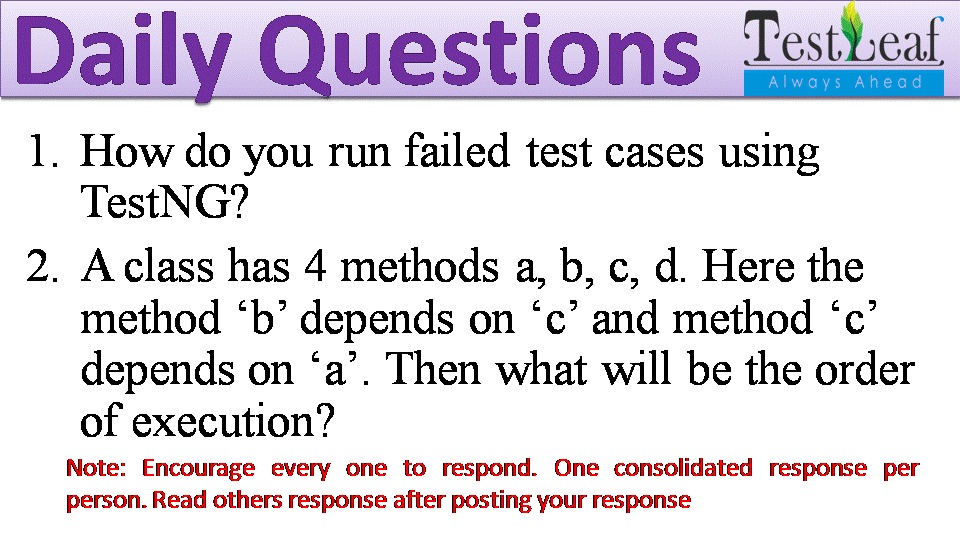 Daily Questions
TestLeaf
Always Ahead
1. How do you run failed test cases using
TestNG?
2. A class has 4 methods a, b, c, d. Here the
method ‘b’ depends on ‘c’ and method ‘c’
depends on ‘a’. Then what will be the order
of execution?
Note: Encourage every one to respond. One consolidated response per
person. Read others response after posting your response